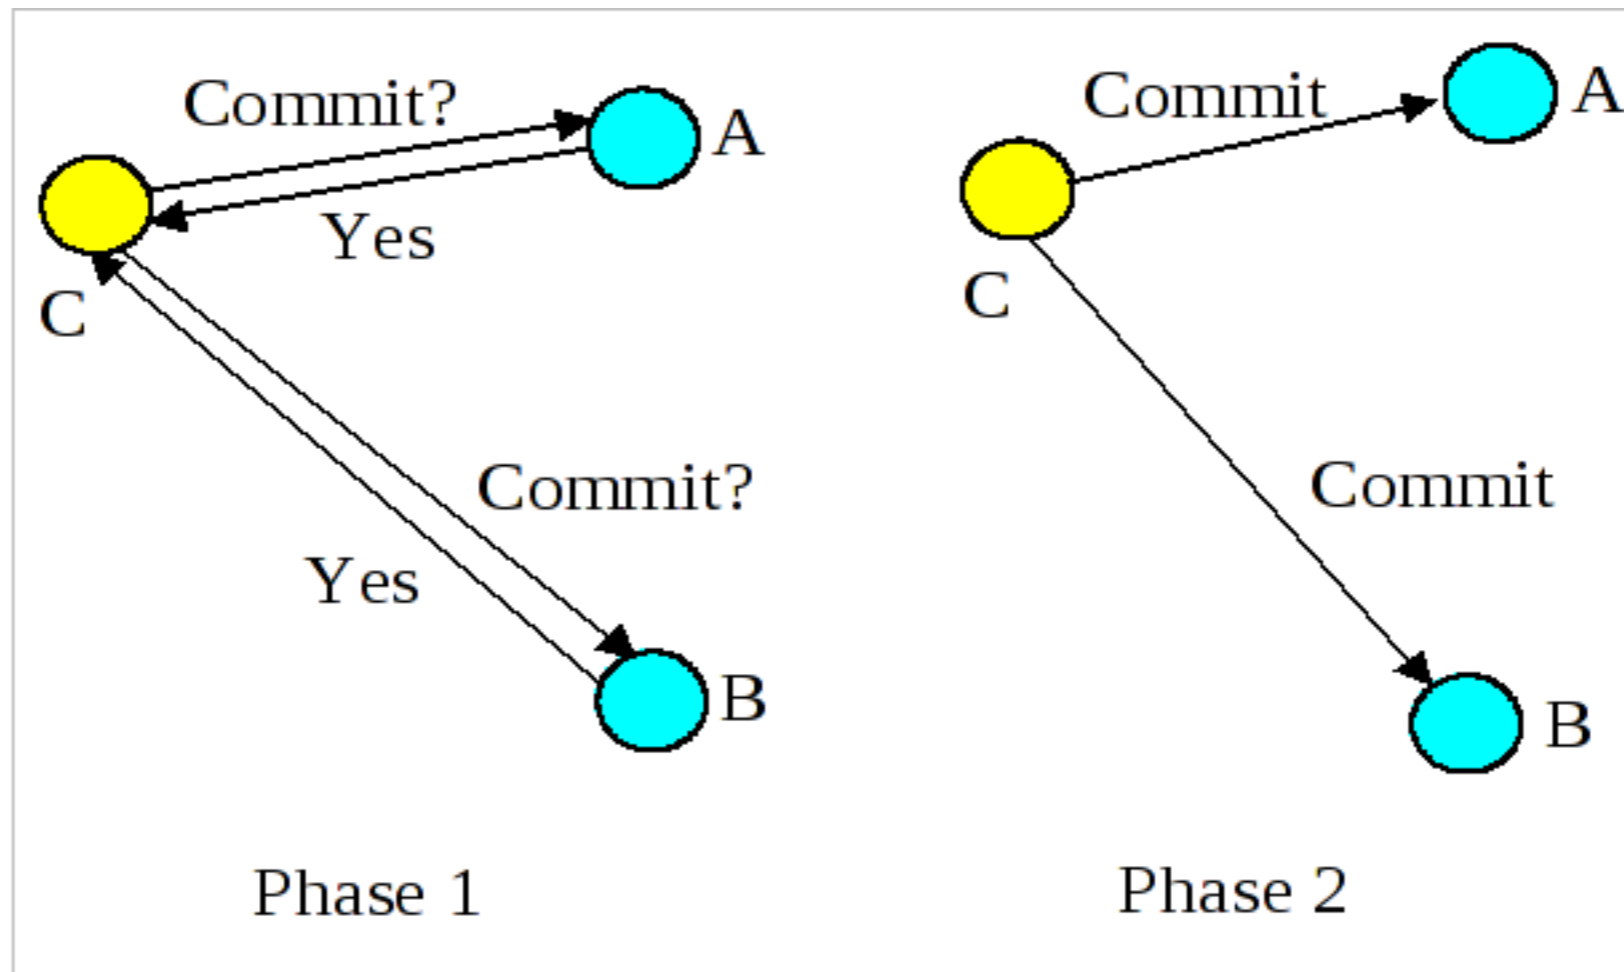 Commit?
A
Yes
C
Commit?
Yes
B
Phase 1
Commit
A
C
Commit
B
Phase 2